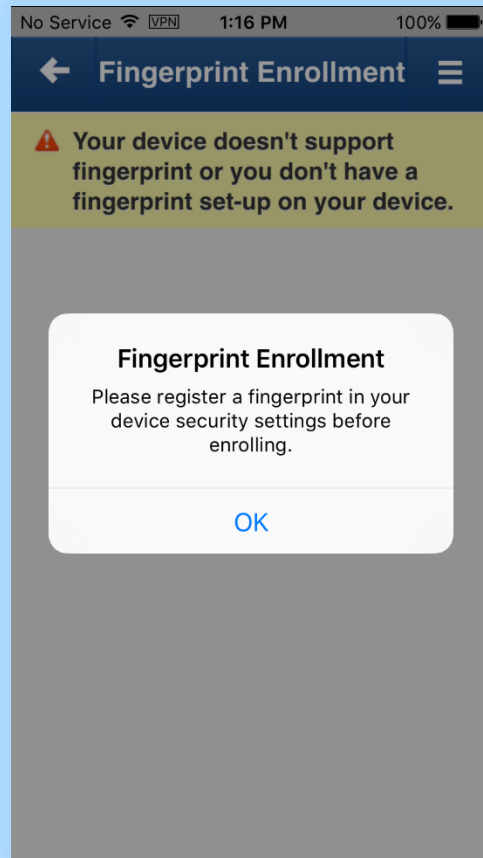 No Service VPN 1:16 PM 100%
Fingerprint Enrollment
Your device doesn't support
fingerprint or you don't have a
fingerprint set-up on your device.
Fingerprint Enrollment
Please register a fingerprint in your
device security settings before
enrolling.
OK